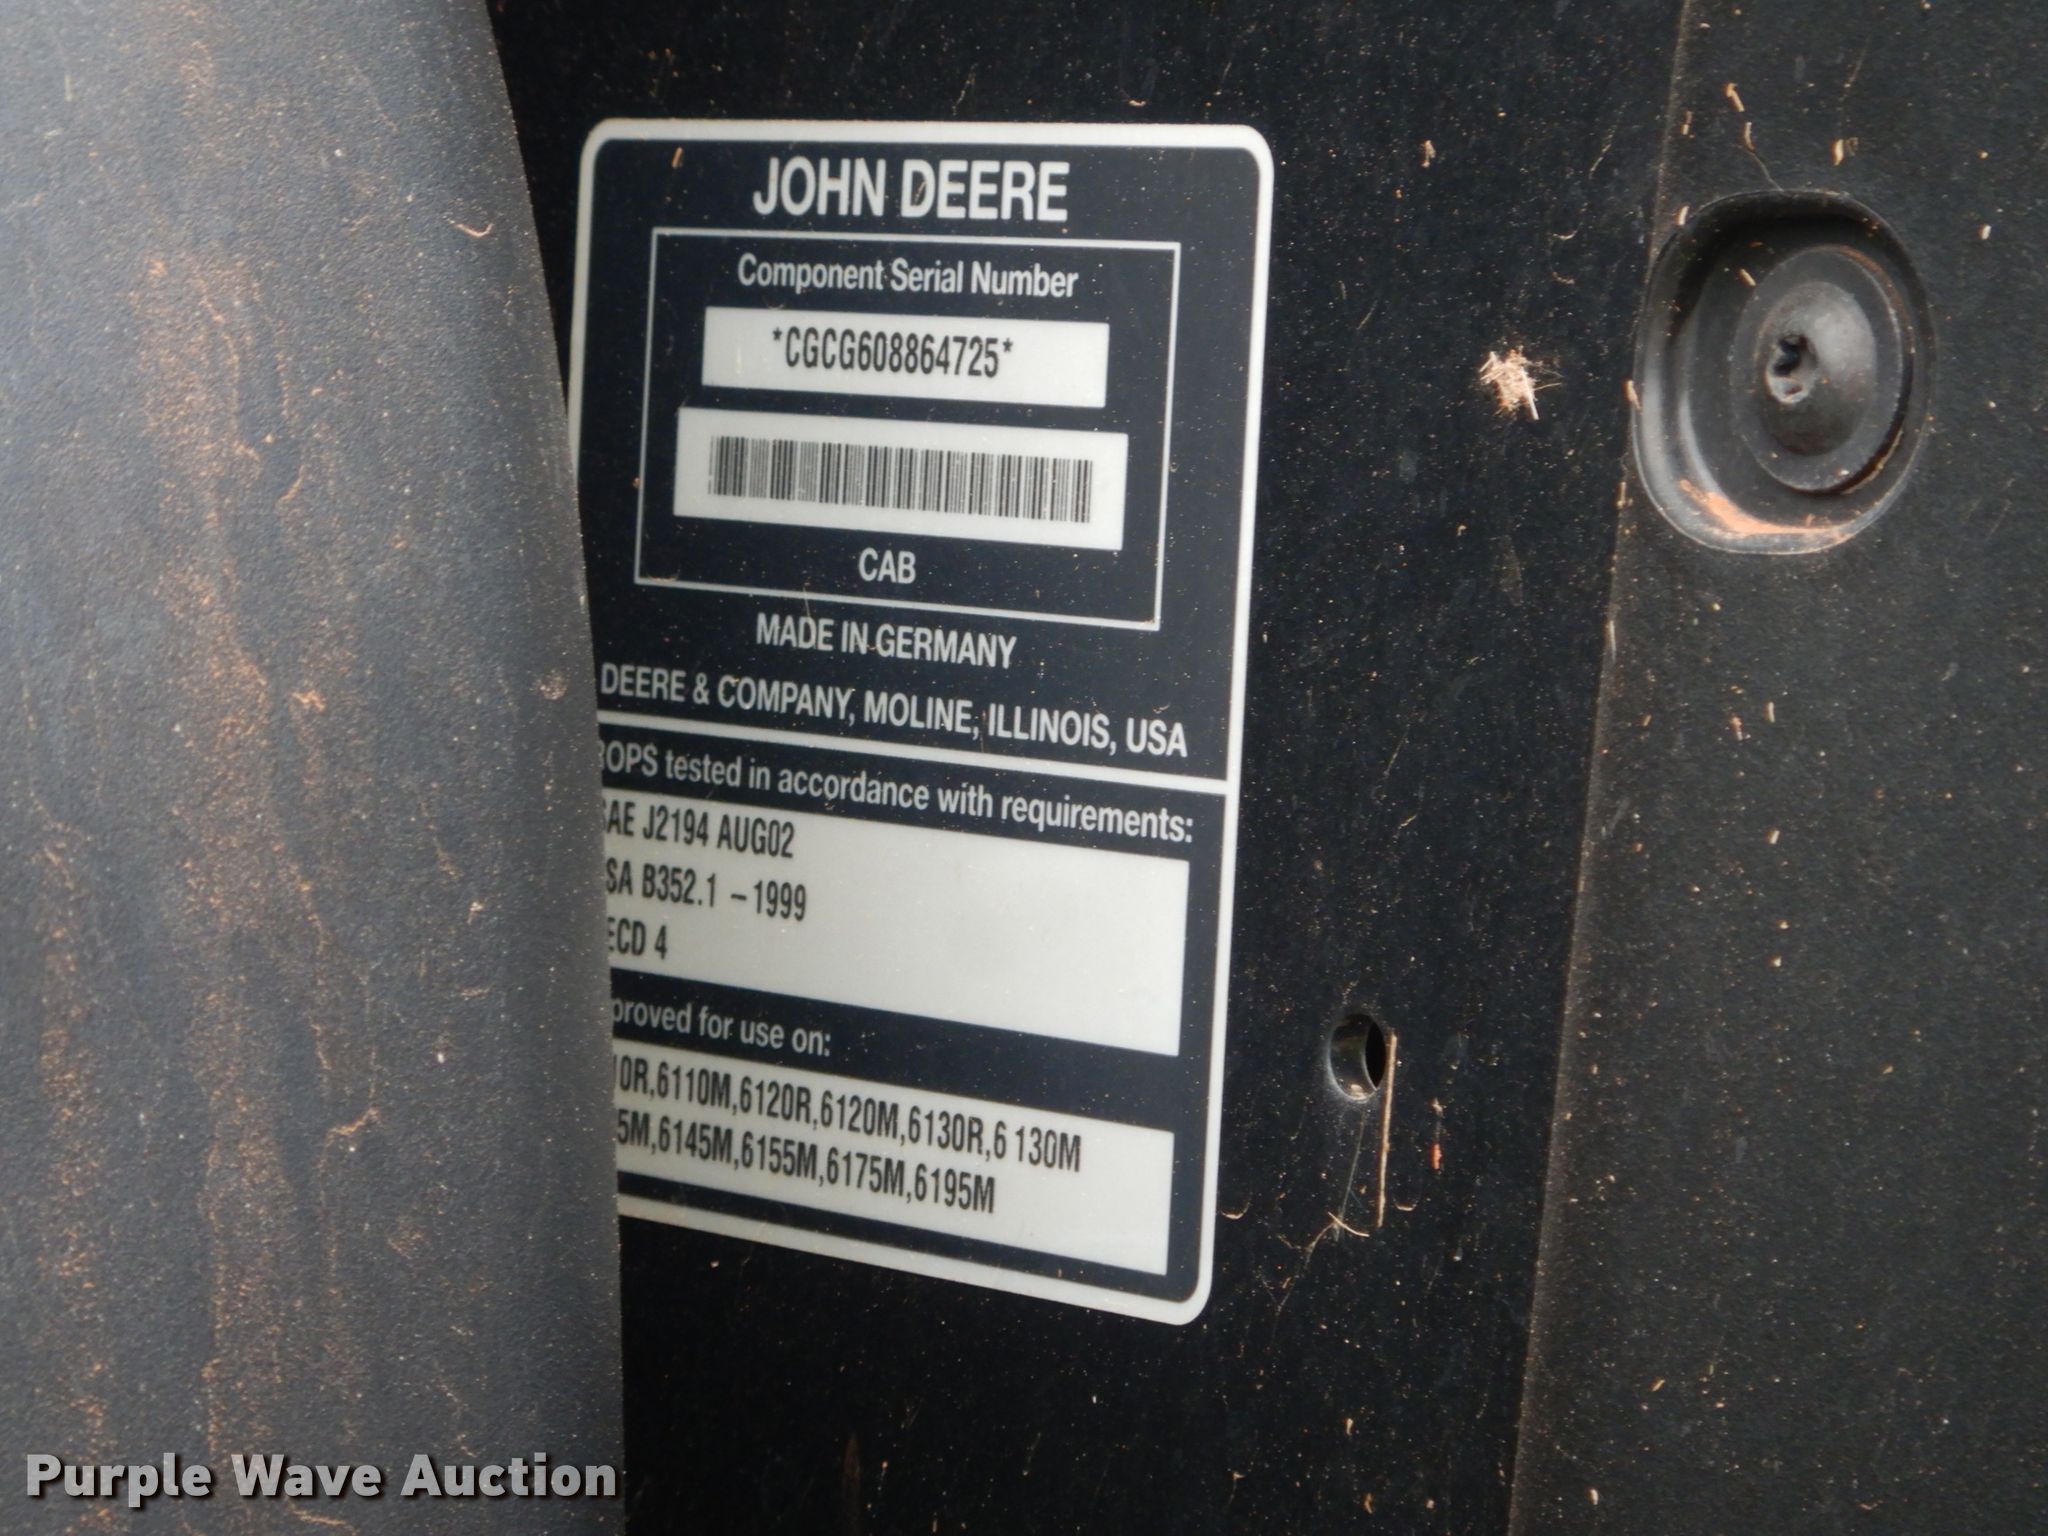 JOHN DEERE
Component Serial Number
*CGCG608864725*
CAB
MADE IN GERMANY
DEERE & COMPANY, MOLINE, ILLINOIS, USA
ROPS tested in accordance with requirements:
SAE J2194 AUG02
SA B352.1 -1999
ECD 4
proved for use on:
10R,6110M,6120R,6120M,6130R,6 130M
5M,6145M,6155M,6175M,6195M
Purple Wave Auction